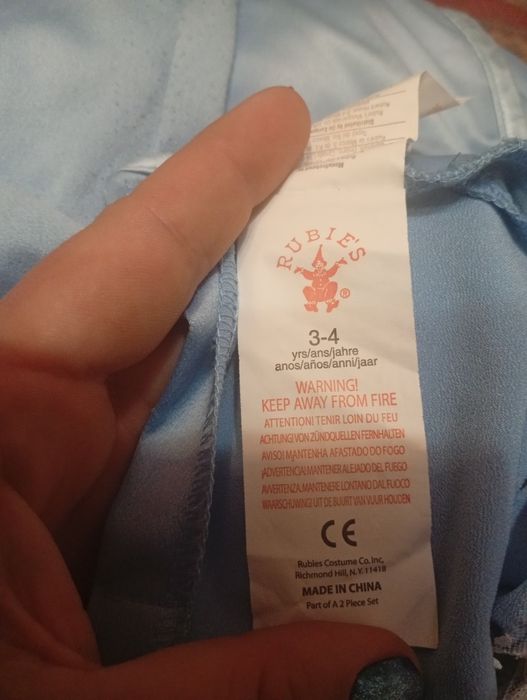 RUBIE'S
®
3-4
yrs/ans/jahre
anos/años/anni/jaar
WARNING!
KEEP AWAY FROM FIRE
ATTENTION! TENIR LOIN DU FEU
ACHTUNG! VON ZÜNDQUELLEN FERNHALTEN
AVISO! MANTENHA AFASTADO DO FOGO
¡ADVERTENCIA! MANTENER ALEJADO DEL FUEGO
AVVERTENZA, MANTENERE LONTANO DAL FUOCO
WAARSCHUWING! UIT DE BUURT VAN VUUR HOUDEN
CE
Rubies Costume Co. Inc,
Richmond Hill, N.Y. 11418
MADE IN CHINA
Part of A 2 Piece Set